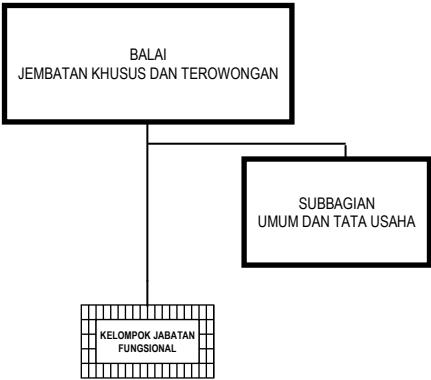 BALAI
JEMBATAN KHUSUS DAN TEROWONGAN
SUBBAGIAN
UMUM DAN TATA USAHA
KELOMPOK JABATAN
FUNGSIONAL